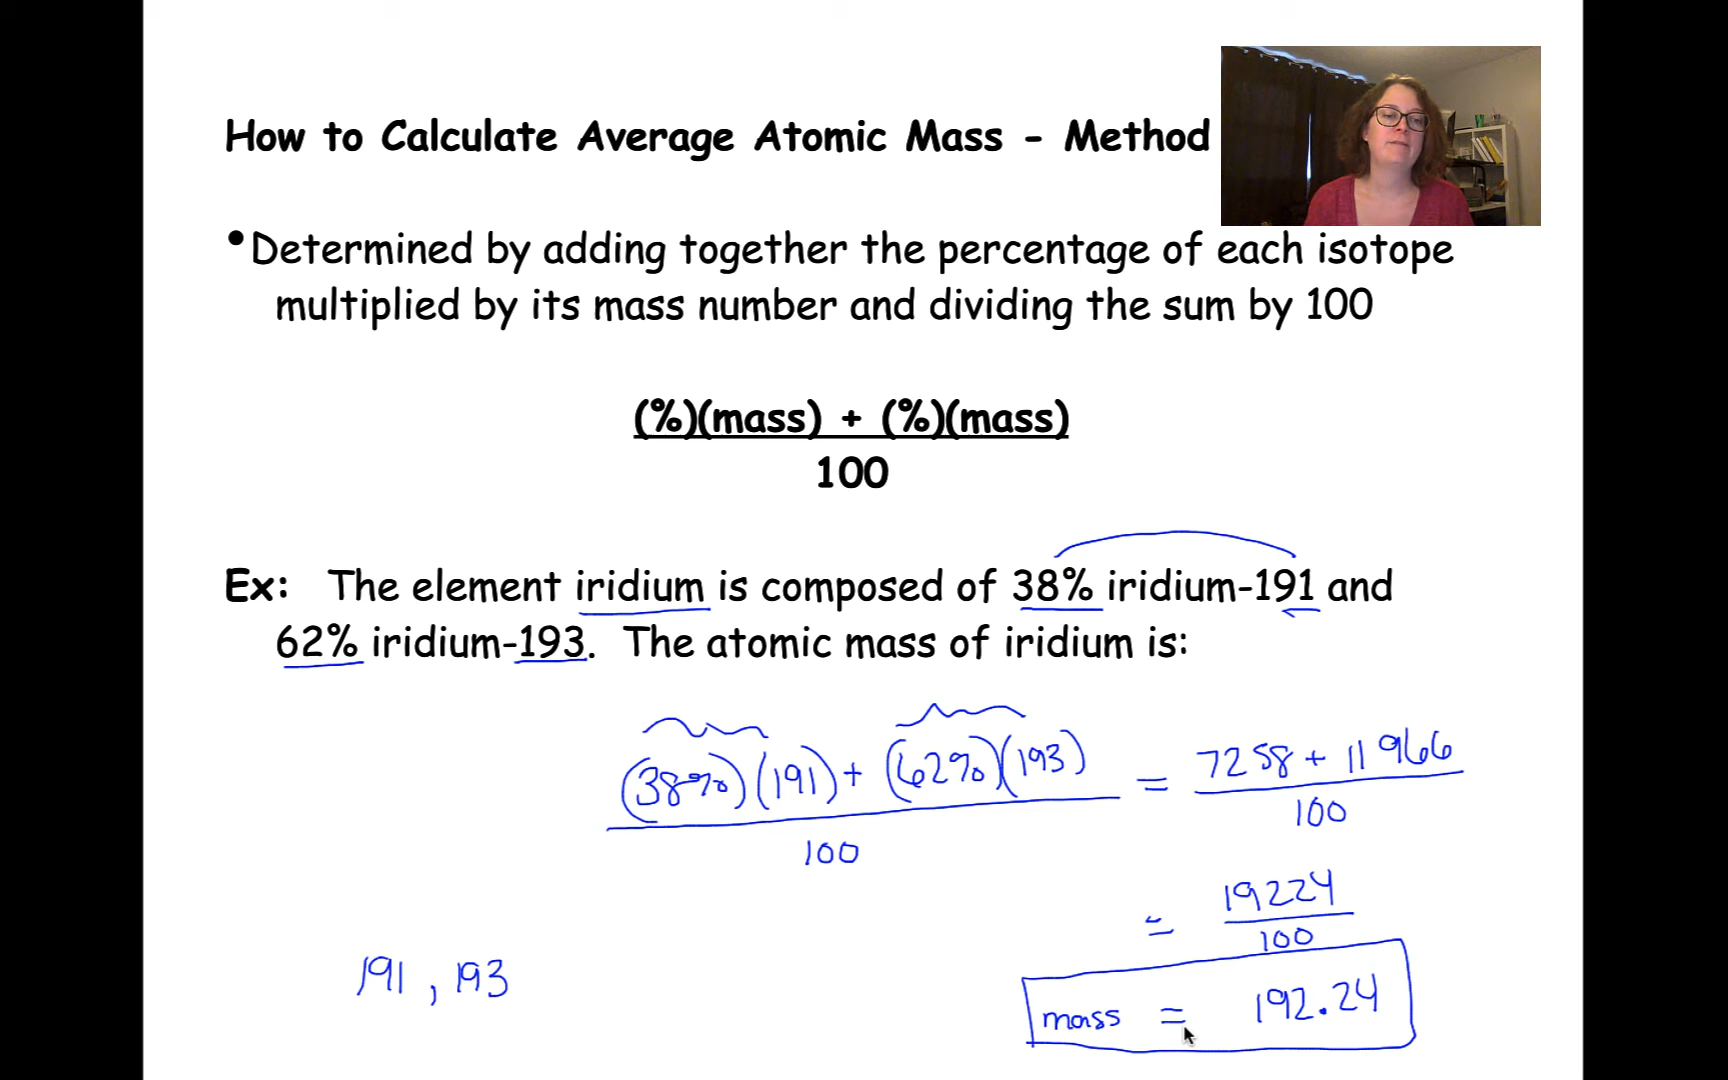 How to Calculate Average Atomic Mass - Method
•Determined by adding together the percentage of each isotope
multiplied by its mass number and dividing the sum by 100
(%)(mass) + (%)(mass)
100
Ex: The element iridium is composed of 38% iridium-191 and
62% iridium-193. The atomic mass of iridium is:
(38%)(191) + (62%)(193) = 7258 + 11966
100 100
= 19224
100
191, 193
mass = 192.24